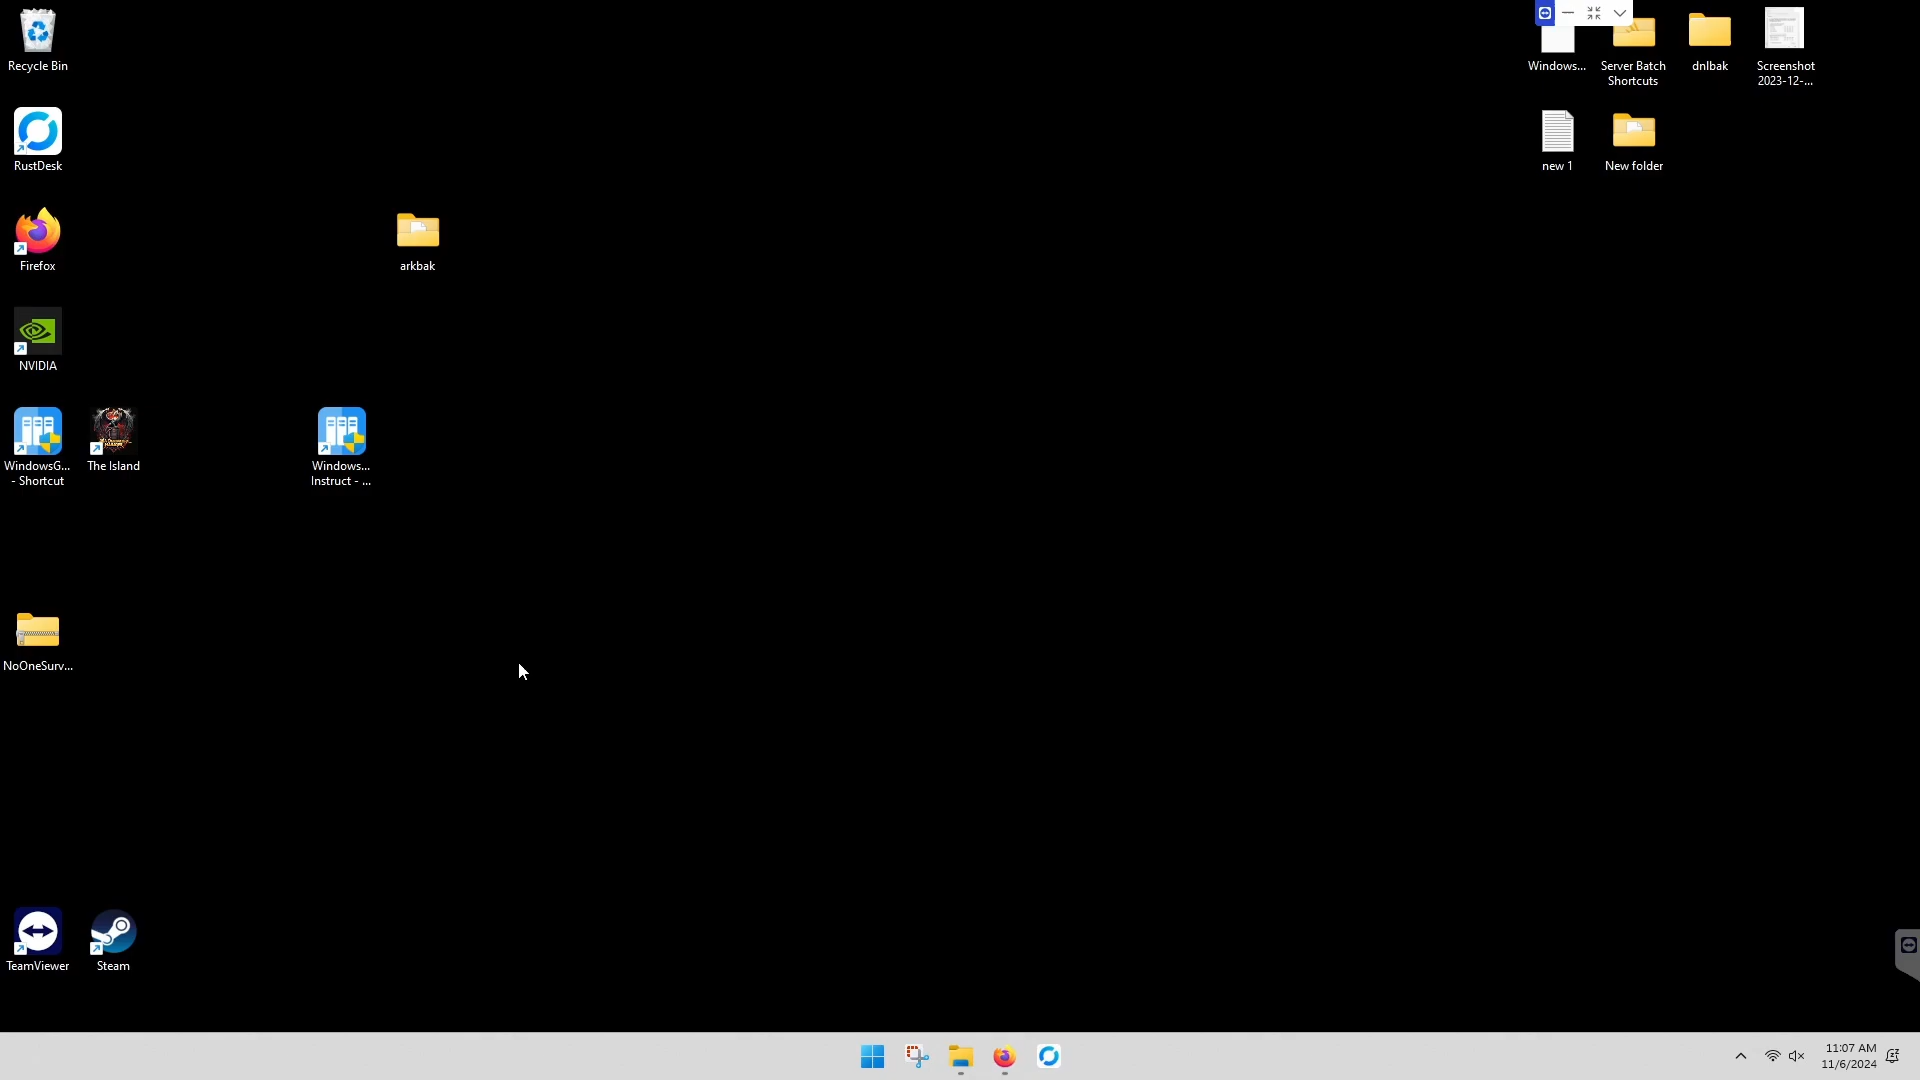 Recycle Bin
Windows...
Server Batch
Shortcuts
dnlbak
Screenshot
2023-12-...
RustDesk
new 1
New folder
Firefox
arkbak
NVIDIA
WindowsG...
- Shortcut
The Island
Windows...
Instruct - ...
NoOneSurv...
TeamViewer
Steam
11:07 AM
11/6/2024